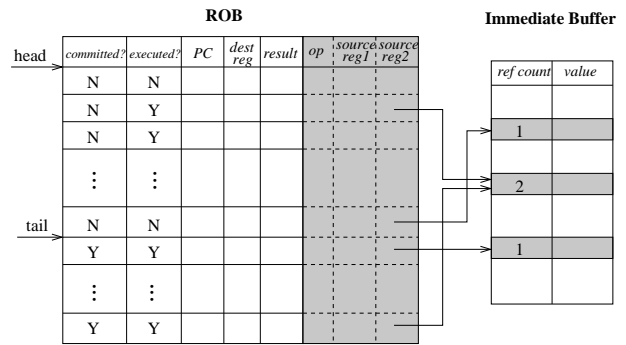 ROB
Immediate Buffer
head
committed? executed? PC dest reg result op source reg1 source reg2
ref count value
N N
N Y
N Y
1
⋮ ⋮
2
tail
N N
Y Y
1
⋮ ⋮
Y Y